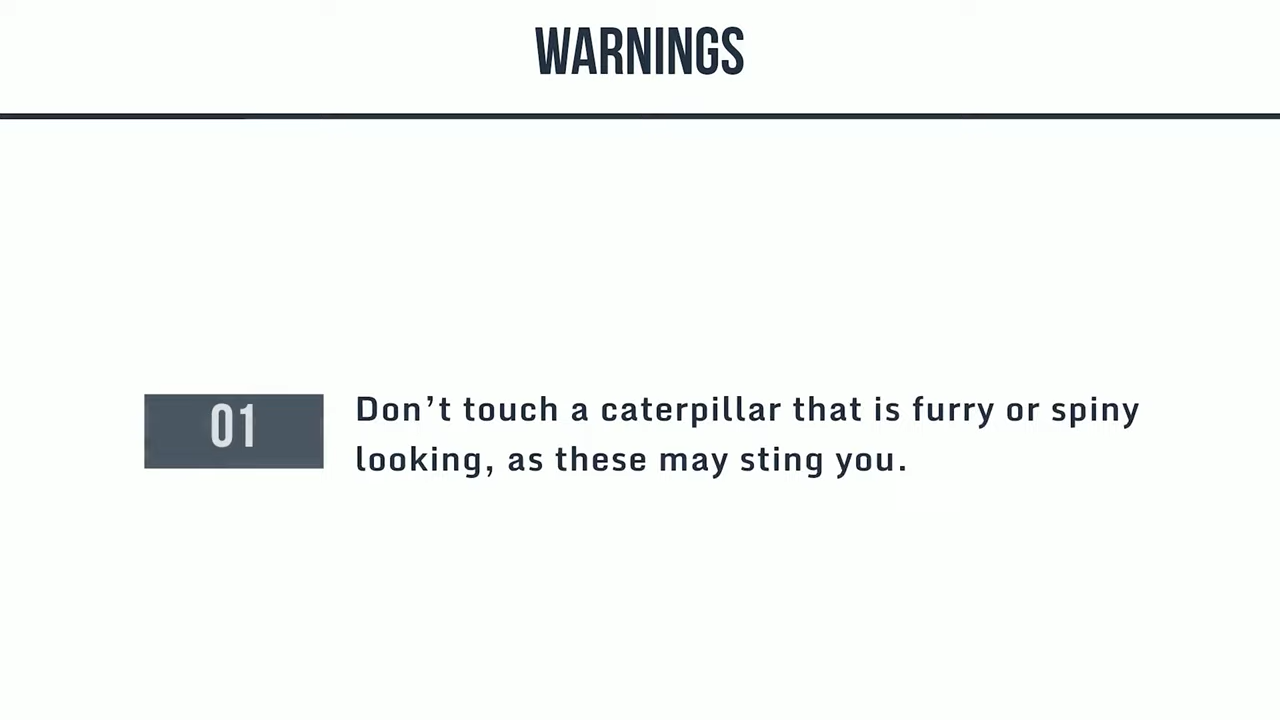 WARNINGS
01
Don’t touch a caterpillar that is furry or spiny
looking, as these may sting you.